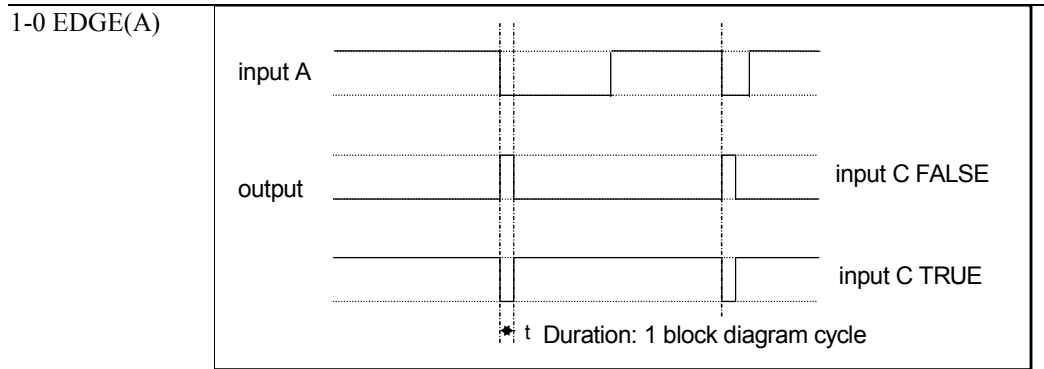 1-0 EDGE(A)
input A
input C FALSE
output
input C TRUE
t Duration: 1 block diagram cycle